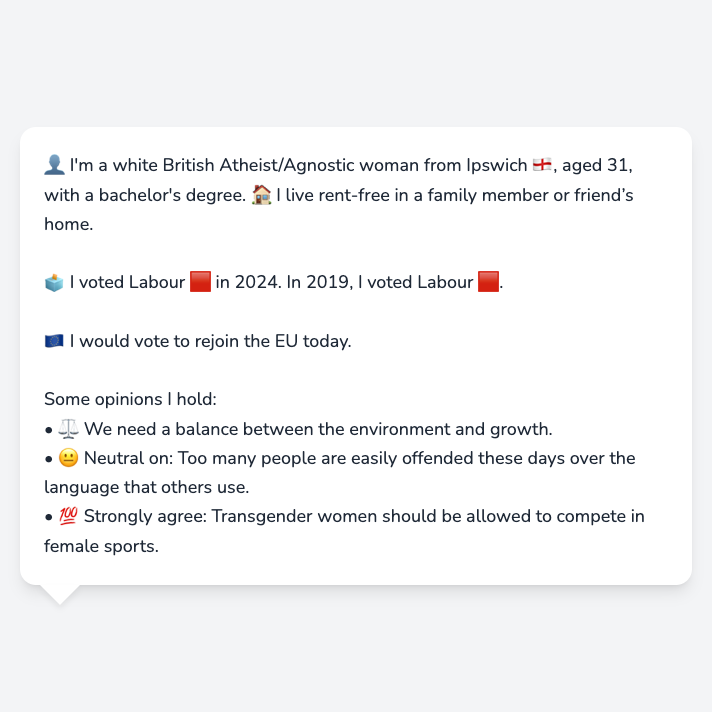 👤 I'm a white British Atheist/Agnostic woman from Ipswich 🏴󠁧󠁢󠁥󠁮󠁧󠁿, aged 31,
with a bachelor's degree. 🏠 I live rent-free in a family member or friend’s
home.
🗳️ I voted Labour 🟥 in 2024. In 2019, I voted Labour 🟥.
🇪🇺 I would vote to rejoin the EU today.
Some opinions I hold:
• ⚖️ We need a balance between the environment and growth.
• 😐 Neutral on: Too many people are easily offended these days over the
language that others use.
• 💯 Strongly agree: Transgender women should be allowed to compete in
female sports.